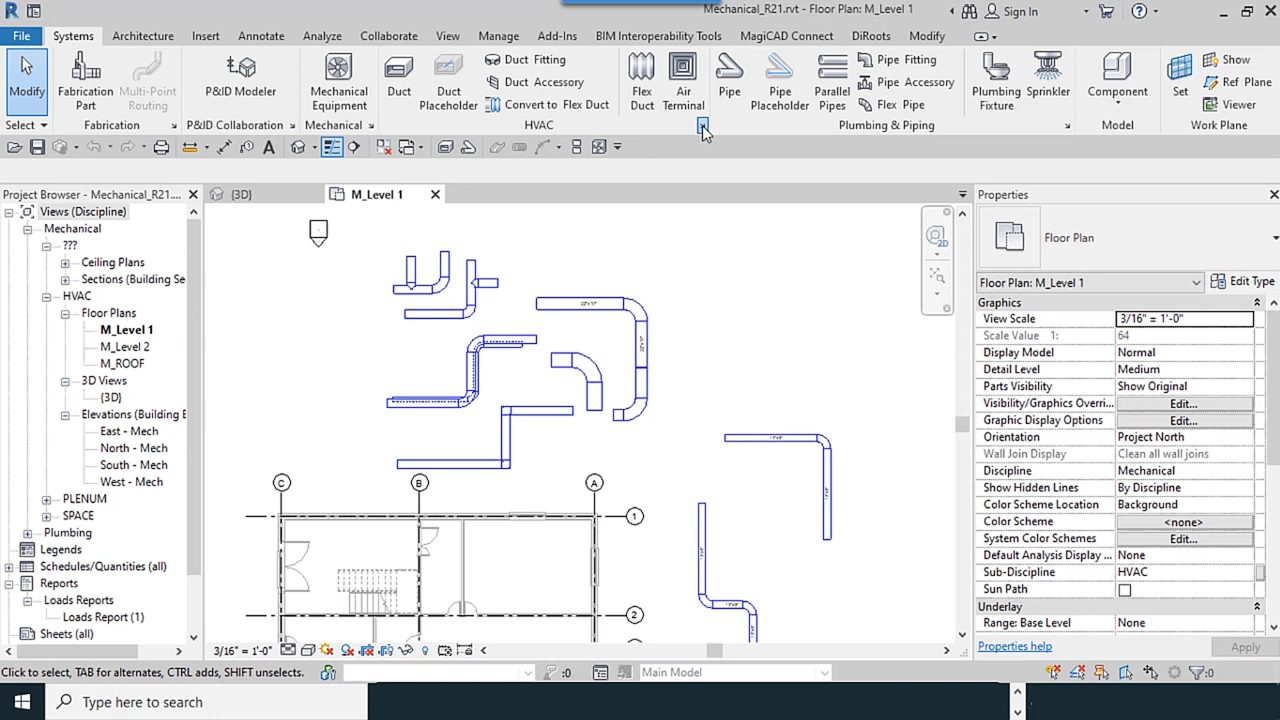 Mechanical_R21.rvt - Floor Plan: M_Level 1
Sign In
File Systems Architecture Insert Annotate Analyze Collaborate View Manage Add-Ins BIM Interoperability Tools MagiCAD Connect DiRoots Modify
Modify
Fabrication Part
Multi-Point Routing
P&ID Modeler
Mechanical Equipment
Duct
Duct Placeholder
Duct Fitting
Duct Accessory
Convert to Flex Duct
Flex Duct
Air Terminal
Pipe
Pipe Placeholder
Parallel Pipes
Pipe Fitting
Pipe Accessory
Flex Pipe
Plumbing Fixture
Sprinkler
Component
Set
Show
Ref Plane
Viewer
Select Fabrication P&ID Collaboration Mechanical HVAC Plumbing & Piping Model Work Plane
Project Browser - Mechanical_R21....
Views (Discipline)
Mechanical
???
Ceiling Plans
Sections (Building Se
HVAC
Floor Plans
M_Level 1
M_Level 2
M_ROOF
3D Views
{3D}
Elevations (Building E
East - Mech
North - Mech
South - Mech
West - Mech
PLENUM
SPACE
Plumbing
Legends
Schedules/Quantities (all)
Reports
Loads Reports
Loads Report (1)
Sheets (all)
{3D} M_Level 1
2D
C B A
1
2
3/16" = 1'-0"
Properties
Floor Plan
Floor Plan: M_Level 1 Edit Type
Graphics
View Scale 3/16" = 1'-0"
Scale Value 1: 64
Display Model Normal
Detail Level Medium
Parts Visibility Show Original
Visibility/Graphics Overri... Edit...
Graphic Display Options Edit...
Orientation Project North
Wall Join Display Clean all wall joins
Discipline Mechanical
Show Hidden Lines By Discipline
Color Scheme Location Background
Color Scheme <none>
System Color Schemes Edit...
Default Analysis Display ... None
Sub-Discipline HVAC
Sun Path
Underlay
Range: Base Level None
Properties help Apply
Click to select, TAB for alternates, CTRL adds, SHIFT unselects. :0 Main Model :0
Type here to search